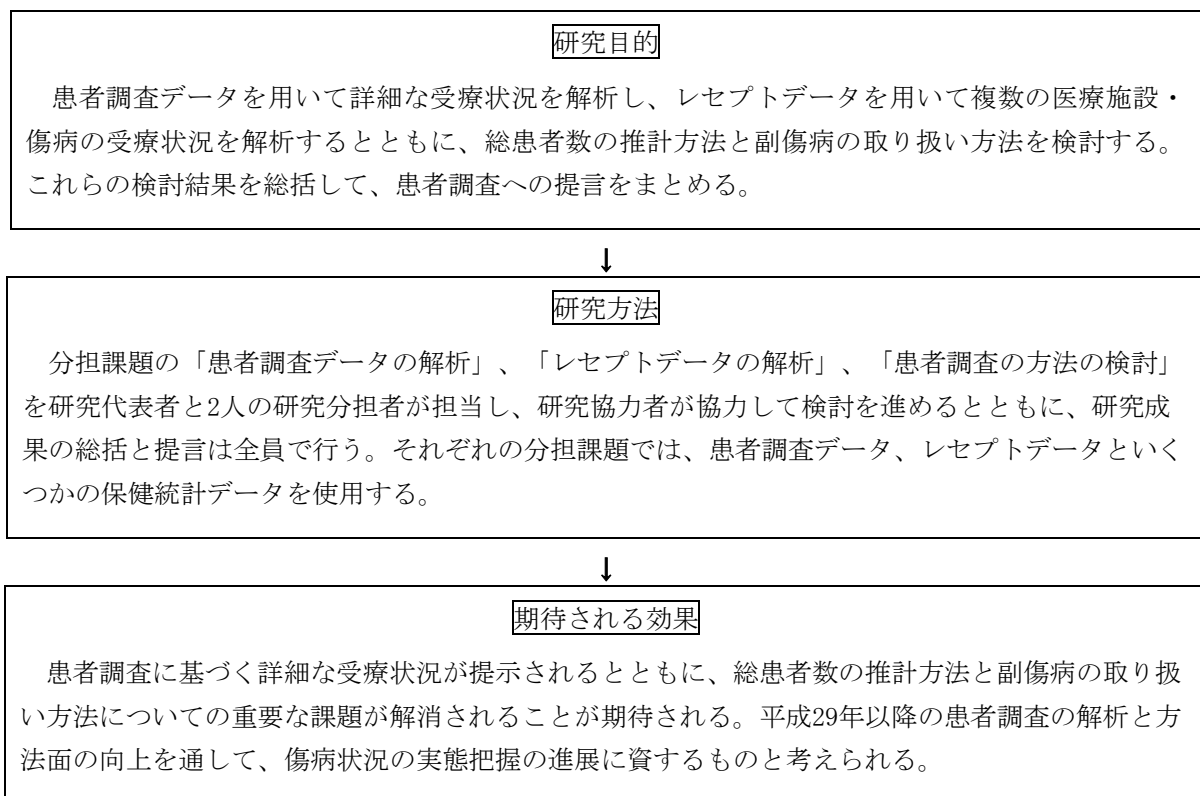 研究目的
患者調査データを用いて詳細な受療状況を解析し、レセプトデータを用いて複数の医療施設・
傷病の受療状況を解析するとともに、総患者数の推計方法と副傷病の取り扱い方法を検討する。
これらの検討結果を総括して、患者調査への提言をまとめる。
↓
研究方法
分担課題の「患者調査データの解析」、「レセプトデータの解析」、「患者調査の方法の検討」
を研究代表者と2人の研究分担者が担当し、研究協力者が協力して検討を進めるとともに、研究成
果の総括と提言は全員で行う。それぞれの分担課題では、患者調査データ、レセプトデータといく
つかの保健統計データを使用する。
↓
期待される効果
患者調査に基づく詳細な受療状況が提示されるとともに、総患者数の推計方法と副傷病の取り扱
い方法についての重要な課題が解消されることが期待される。平成29年以降の患者調査の解析と方
法面の向上を通して、傷病状況の実態把握の進展に資するものと考えられる。